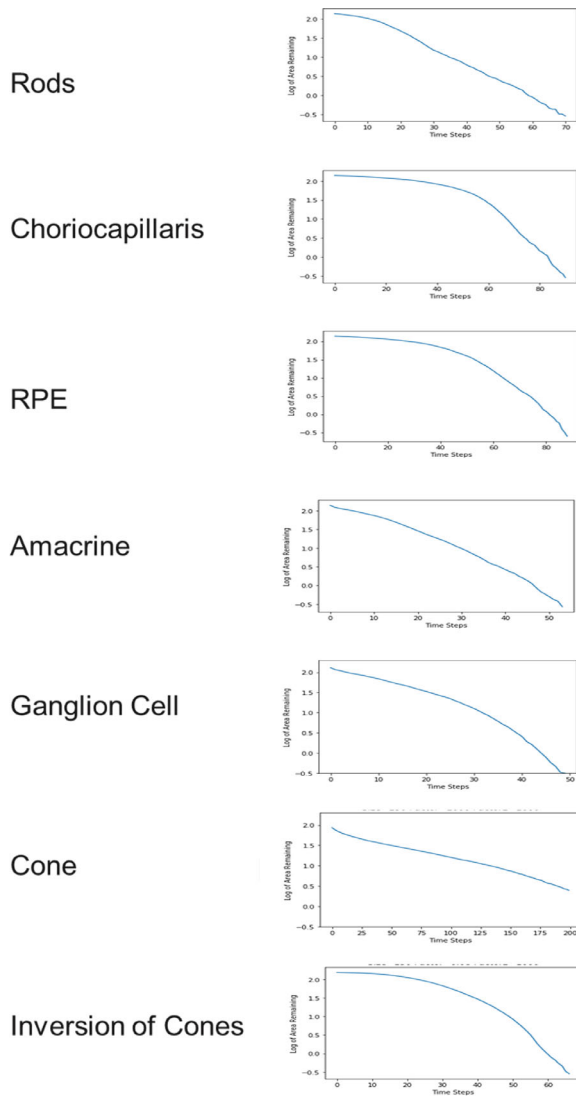 Rods
Log of Area Remaining
2.0
1.5
1.0
0.5
0.0
−0.5
0 10 20 30 40 50 60 70
Time Steps
Choriocapillaris
Log of Area Remaining
2.0
1.5
1.0
0.5
0.0
−0.5
0 20 40 60 80
Time Steps
RPE
Log of Area Remaining
2.0
1.5
1.0
0.5
0.0
−0.5
0 20 40 60 80
Time Steps
Amacrine
Log of Area Remaining
2.0
1.5
1.0
0.5
0.0
−0.5
0 10 20 30 40 50
Time Steps
Ganglion Cell
Log of Area Remaining
2.0
1.5
1.0
0.5
0.0
−0.5
0 10 20 30 40 50
Time Steps
Cone
Log of Area Remaining
2.0
1.5
1.0
0.5
0.0
−0.5
0 25 50 75 100 125 150 175 200
Time Steps
Inversion of Cones
Log of Area Remaining
2.0
1.5
1.0
0.5
0.0
−0.5
0 10 20 30 40 50 60
Time Steps